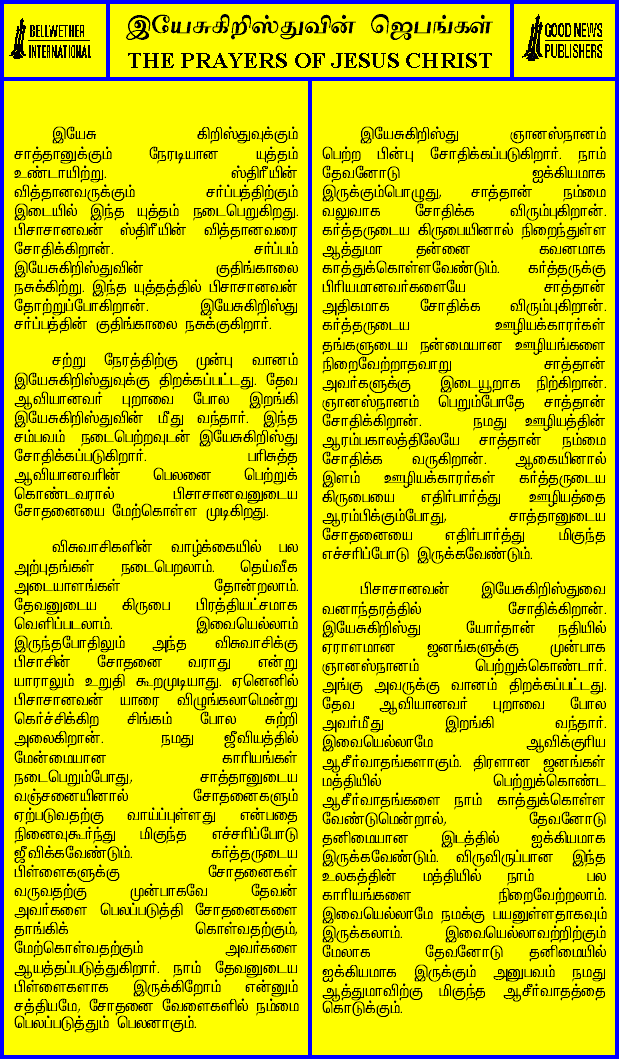 BELLWETHER
INTERNATIONAL
இயேசுகிறிஸ்துவின் ஜெபங்கள்
THE PRAYERS OF JESUS CHRIST
GOOD NEWS
PUBLISHERS
இயேசு கிறிஸ்துவுக்கும்
சாத்தானுக்கும் நேரடியான யுத்தம்
உண்டாயிற்று. ஸ்திரீயின்
வித்தானவருக்கும் சர்ப்பத்திற்கும்
இடையில் இந்த யுத்தம் நடைபெறுகிறது.
பிசாசானவன் ஸ்திரீயின் வித்தானவரை
சோதிக்கிறான். சர்ப்பம்
இயேசுகிறிஸ்துவின் குதிங்காலை
நசுக்கிற்று. இந்த யுத்தத்தில் பிசாசானவன்
தோற்றுப்போகிறான். இயேசுகிறிஸ்து
சர்ப்பத்தின் குதிங்காலை நசுக்குகிறார்.
சற்று நேரத்திற்கு முன்பு வானம்
இயேசுகிறிஸ்துவுக்கு திறக்கப்பட்டது. தேவ
ஆவியானவர் புறாவை போல இறங்கி
இயேசுகிறிஸ்துவின் மீது வந்தார். இந்த
சம்பவம் நடைபெற்றவுடன் இயேசுகிறிஸ்து
சோதிக்கப்படுகிறார். பரிசுத்த
ஆவியானவரின் பெலனை பெற்றுக்
கொண்டவரால் பிசாசானவனுடைய
சோதனையை மேற்கொள்ள முடிகிறது.
விசுவாசிகளின் வாழ்க்கையில் பல
அற்புதங்கள் நடைபெறலாம். தெய்வீக
அடையாளங்கள் தோன்றலாம்.
தேவனுடைய கிருபை பிரத்தியட்சமாக
வெளிப்படலாம். இவையெல்லாம்
இருந்தபோதிலும் அந்த விசுவாசிக்கு
பிசாசின் சோதனை வராது என்று
யாராலும் உறுதி கூறமுடியாது. ஏனெனில்
பிசாசானவன் யாரை விழுங்கலாமென்று
கெர்ச்சிக்கிற சிங்கம் போல சுற்றி
அலைகிறான். நமது ஜீவியத்தில்
மேன்மையான காரியங்கள்
நடைபெறும்போது, சாத்தானுடைய
வஞ்சனையினால் சோதனைகளும்
ஏற்படுவதற்கு வாய்ப்புள்ளது என்பதை
நினைவுகூர்ந்து மிகுந்த எச்சரிப்போடு
ஜீவிக்கவேண்டும். கர்த்தருடைய
பிள்ளைகளுக்கு சோதனைகள்
வருவதற்கு முன்பாகவே தேவன்
அவர்களை பெலப்படுத்தி சோதனைகளை
தாங்கிக் கொள்வதற்கும்,
மேற்கொள்வதற்கும் அவர்களை
ஆயத்தப்படுத்துகிறார். நாம் தேவனுடைய
பிள்ளைகளாக இருக்கிறோம் என்னும்
சத்தியமே, சோதனை வேளைகளில் நம்மை
பெலப்படுத்தும் பெலனாகும்.
இயேசுகிறிஸ்து ஞானஸ்நானம்
பெற்ற பின்பு சோதிக்கப்படுகிறார். நாம்
தேவனோடு ஐக்கியமாக
இருக்கும்பொழுது, சாத்தான் நம்மை
வலுவாக சோதிக்க விரும்புகிறான்.
கர்த்தருடைய கிருபையினால் நிறைந்துள்ள
ஆத்துமா தன்னை கவனமாக
காத்துக்கொள்ளவேண்டும். கர்த்தருக்கு
பிரியமானவர்களையே சாத்தான்
அதிகமாக சோதிக்க விரும்புகிறான்.
கர்த்தருடைய ஊழியக்காரர்கள்
தங்களுடைய நன்மையான ஊழியங்களை
நிறைவேற்றாதவாறு சாத்தான்
அவர்களுக்கு இடையூறாக நிற்கிறான்.
ஞானஸ்நானம் பெறும்போதே சாத்தான்
சோதிக்கிறான். நமது ஊழியத்தின்
ஆரம்பகாலத்திலேயே சாத்தான் நம்மை
சோதிக்க வருகிறான். ஆகையினால்
இளம் ஊழியக்காரர்கள் கர்த்தருடைய
கிருபையை எதிர்பார்த்து ஊழியத்தை
ஆரம்பிக்கும்போது, சாத்தானுடைய
சோதனையை எதிர்பார்த்து மிகுந்த
எச்சரிப்போடு இருக்கவேண்டும்.
பிசாசானவன் இயேசுகிறிஸ்துவை
வனாந்தரத்தில் சோதிக்கிறான்.
இயேசுகிறிஸ்து யோர்தான் நதியில்
ஏராளமான ஜனங்களுக்கு முன்பாக
ஞானஸ்நானம் பெற்றுக்கொண்டார்.
அங்கு அவருக்கு வானம் திறக்கப்பட்டது.
தேவ ஆவியானவர் புறாவை போல
அவர்மீது இறங்கி வந்தார்.
இவையெல்லாமே ஆவிக்குரிய
ஆசீர்வாதங்களாகும். திரளான ஜனங்கள்
மத்தியில் பெற்றுக்கொண்ட
ஆசீர்வாதங்களை நாம் காத்துக்கொள்ள
வேண்டுமென்றால், தேவனோடு
தனிமையான இடத்தில் ஐக்கியமாக
இருக்கவேண்டும். விருவிருப்பான இந்த
உலகத்தின் மத்தியில் நாம் பல
காரியங்களை நிறைவேற்றலாம்.
இவையெல்லாமே நமக்கு பயனுள்ளதாகவும்
இருக்கலாம். இவையெல்லாவற்றிற்கும்
மேலாக தேவனோடு தனிமையில்
ஐக்கியமாக இருக்கும் அனுபவம் நமது
ஆத்துமாவிற்கு மிகுந்த ஆசீர்வாதத்தை
கொடுக்கும்.